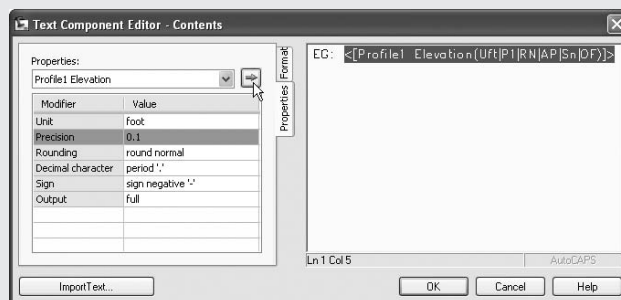 Text Component Editor - Contents
Properties:
Profile1 Elevation
Modifier Value
Unit foot
Precision 0.1
Rounding round normal
Decimal character period '.'
Sign sign negative '-'
Output full
Format
Properties
EG: <[Profile1 Elevation(Uft|P1|RN|AP|Sn|OF)]>
Ln 1 Col 5
AutoCAPS
ImportText...
OK Cancel Help